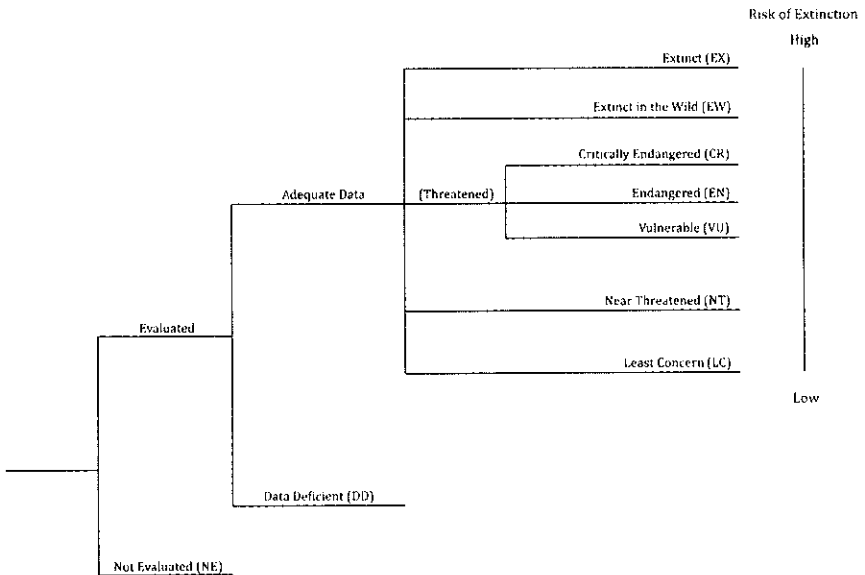 Risk of Extinction
High
Extinct (EX)
Extinct in the Wild (EW)
Critically Endangered (CR)
Adequate Data
(Threatened)
Endangered (EN)
Vulnerable (VU)
Near Threatened (NT)
Evaluated
Least Concern (LC)
Low
Data Deficient (DD)
Not Evaluated (NE)